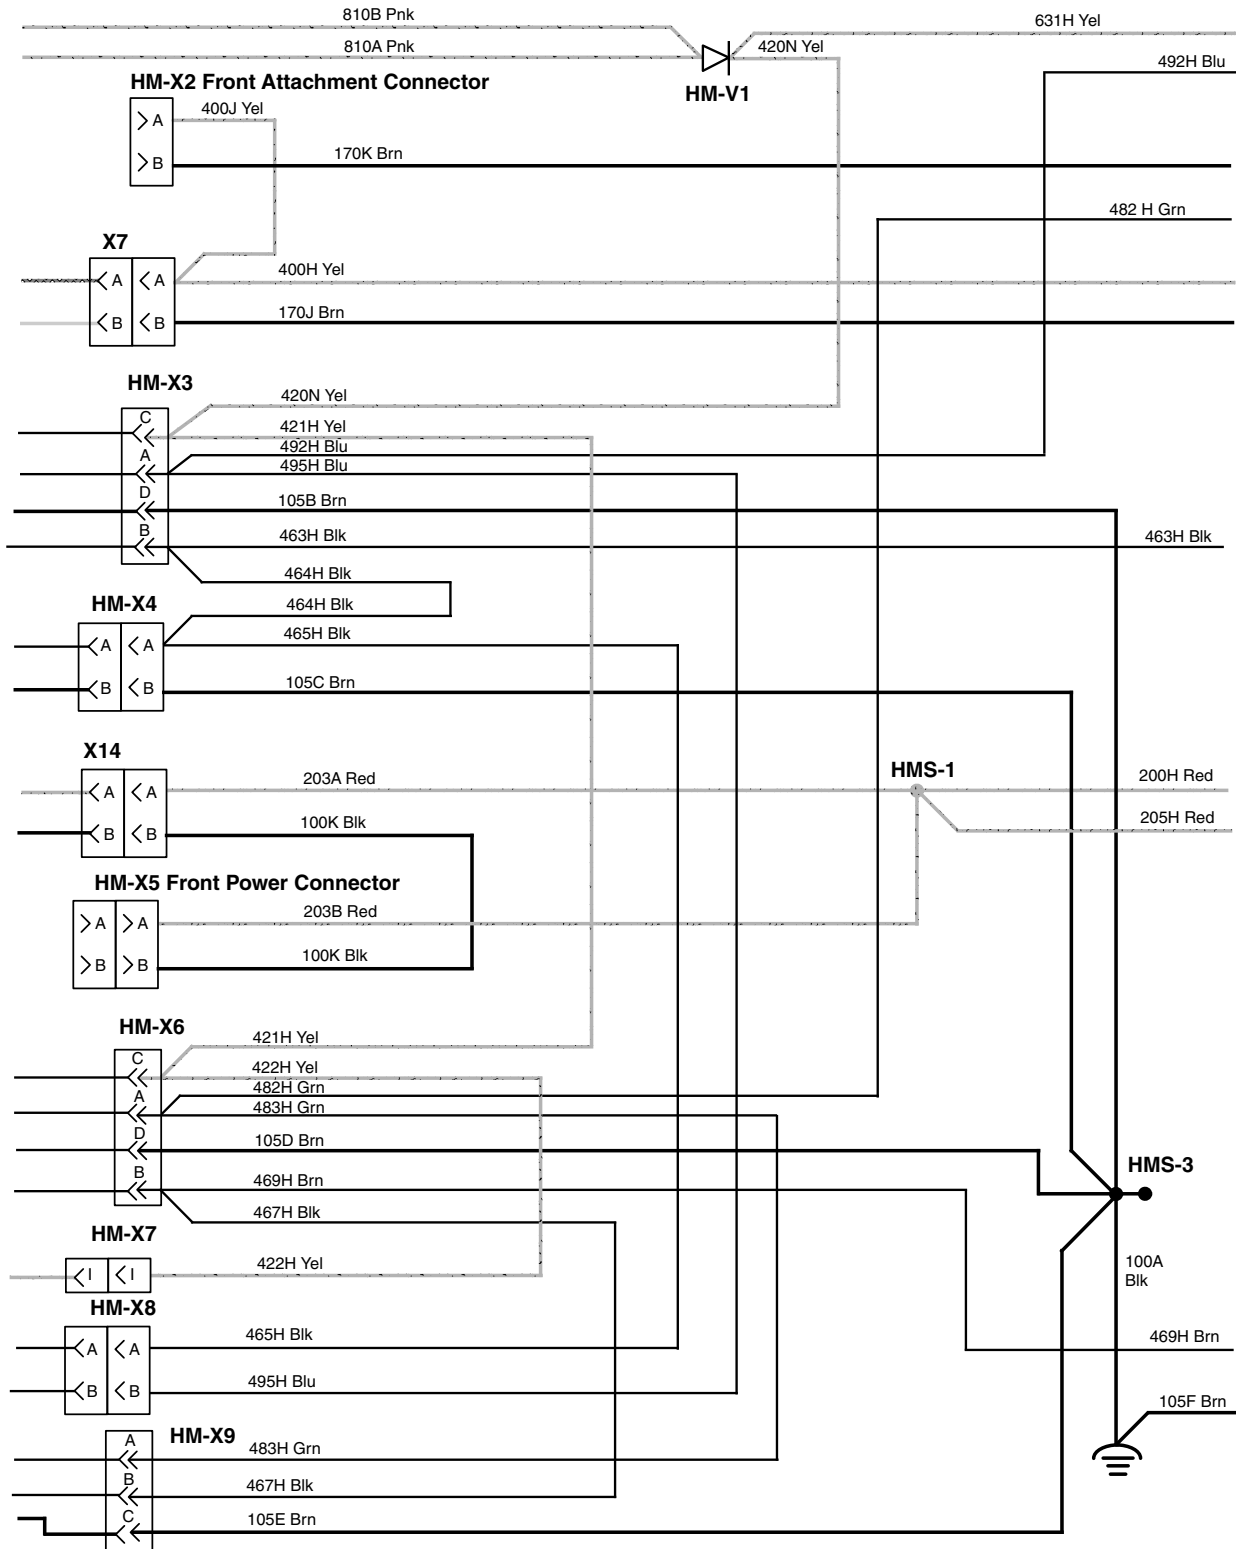 810B Pnk
631H Yel
810A Pnk
420N Yel
492H Blu
HM-X2 Front Attachment Connector
HM-V1
400J Yel
A
B
170K Brn
482 H Grn
X7
400H Yel
A A
B B
170J Brn
HM-X3
420N Yel
C
421H Yel
492H Blu
A
495H Blu
D
105B Brn
B
463H Blk
463H Blk
464H Blk
HM-X4
464H Blk
465H Blk
A A
B B
105C Brn
X14
HMS-1
203A Red
200H Red
A A
205H Red
100K Blk
B B
HM-X5 Front Power Connector
203B Red
A A
100K Blk
B B
HM-X6
421H Yel
C
422H Yel
482H Grn
A
483H Grn
D
105D Brn
HMS-3
B
469H Brn
467H Blk
HM-X7
422H Yel
100A
Blk
I I
HM-X8
465H Blk
469H Brn
A A
495H Blu
B B
105F Brn
HM-X9
A
483H Grn
B
467H Blk
C
105E Brn